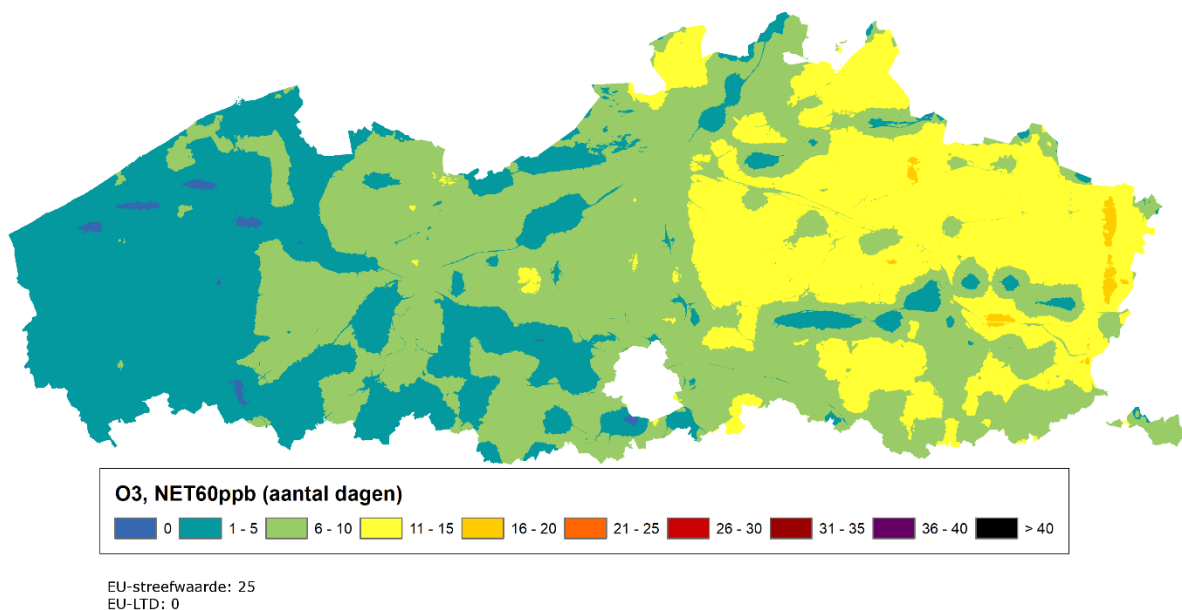 O3, NET60ppb (aantal dagen)
0 1 - 5 6 - 10 11 - 15 16 - 20 21 - 25 26 - 30 31 - 35 36 - 40 > 40
EU-streefwaarde: 25
EU-LTD: 0